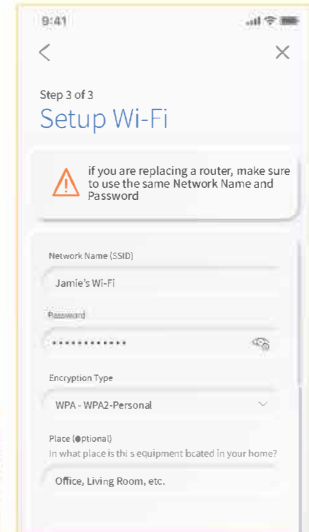 9:41
Step 3 of 3
Setup Wi-Fi
if you are replacing a router, make sure
to use the same Network Name and
Password
Network Name (SSID)
Jamie's Wi-Fi
Password
••••••••••••
Encryption Type
WPA - WPA2-Personal
Place (Optional)
In what place is this equipment located in your home?
Office, Living Room, etc.